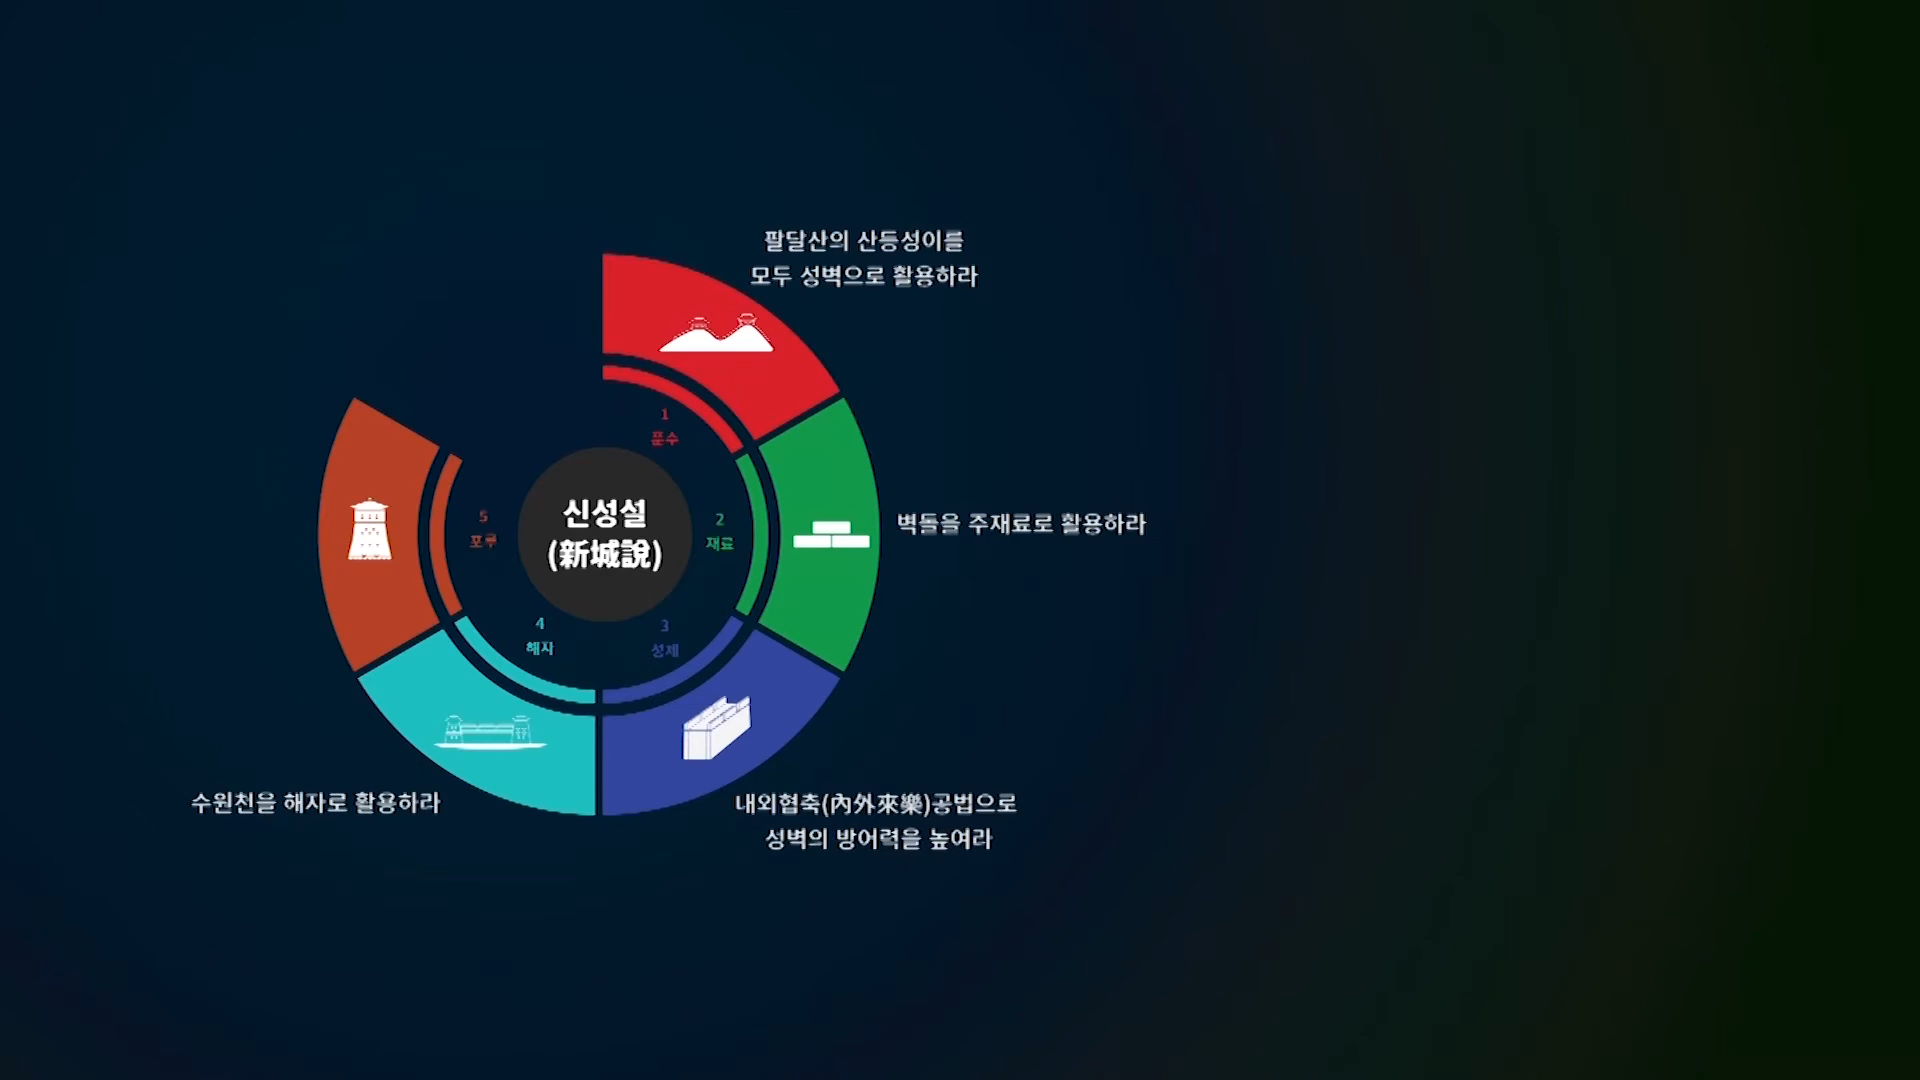 팔달산의 산등성이를
모두 성벽으로 활용하라
1
푼수
벽돌을 주재료로 활용하라
신성설
(新城說)
5
포루
2
재료
4
해자
3
성제
수원천을 해자로 활용하라
내외협축(內外來樂)공법으로
성벽의 방어력을 높여라